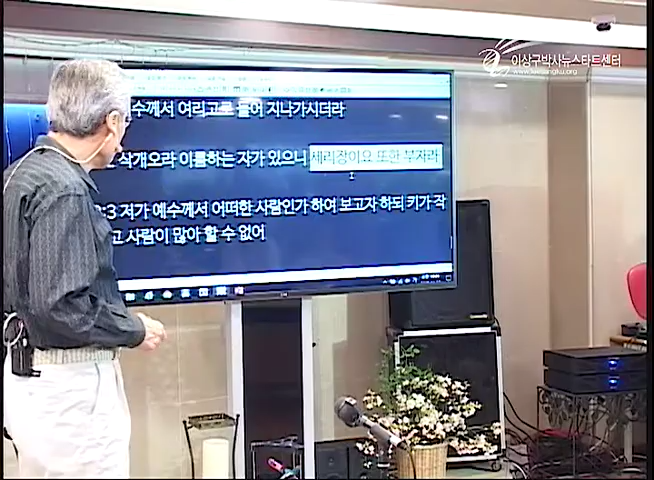 이상구박사뉴스타트센터
수께서 여리고로 들어 지나가시더라
삭개오라 이름하는 자가 있으니 세리장이요 또한 부자라
:3 저가 예수께서 어떠한 사람인가 하여 보고자 하되 키가 작
고 사람이 많아 할 수 없어